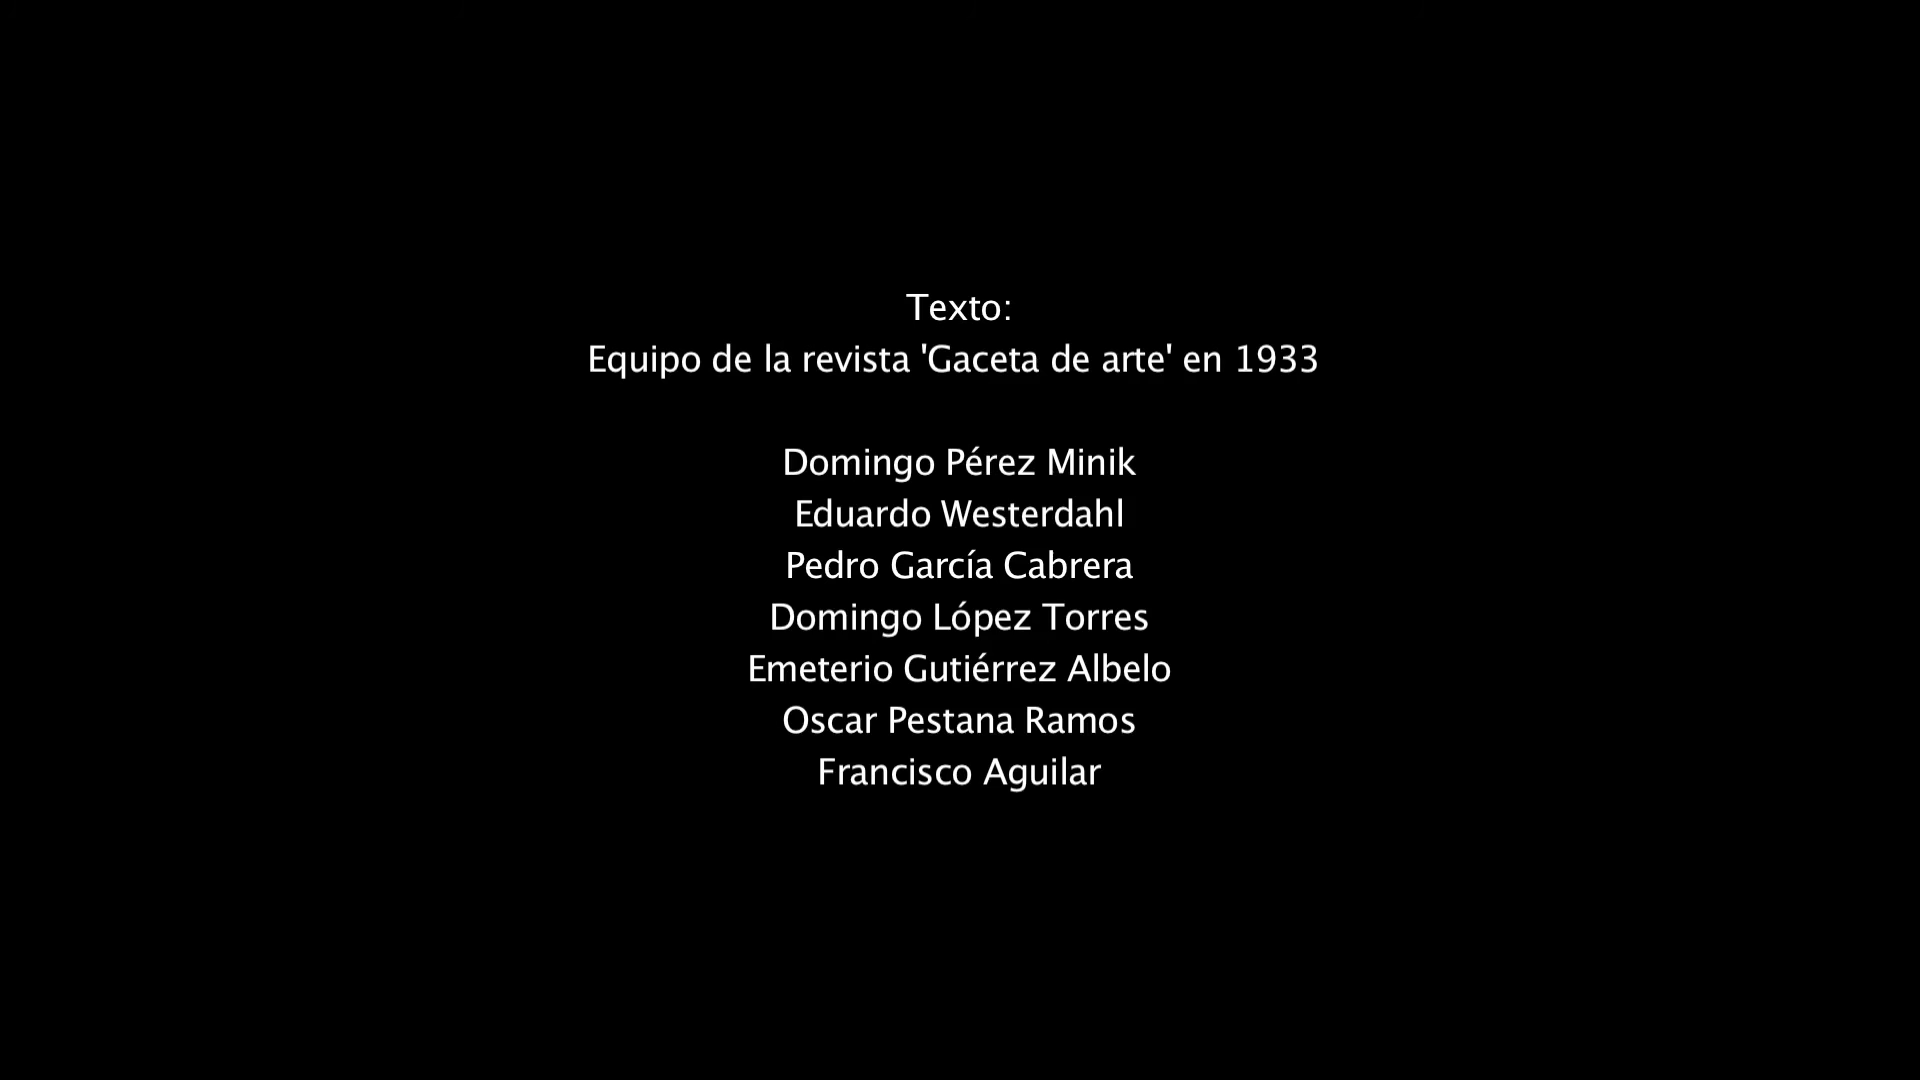 Texto:
Equipo de la revista 'Gaceta de arte' en 1933
Domingo Pérez Minik
Eduardo Westerdahl
Pedro García Cabrera
Domingo López Torres
Emeterio Gutiérrez Albelo
Oscar Pestana Ramos
Francisco Aguilar